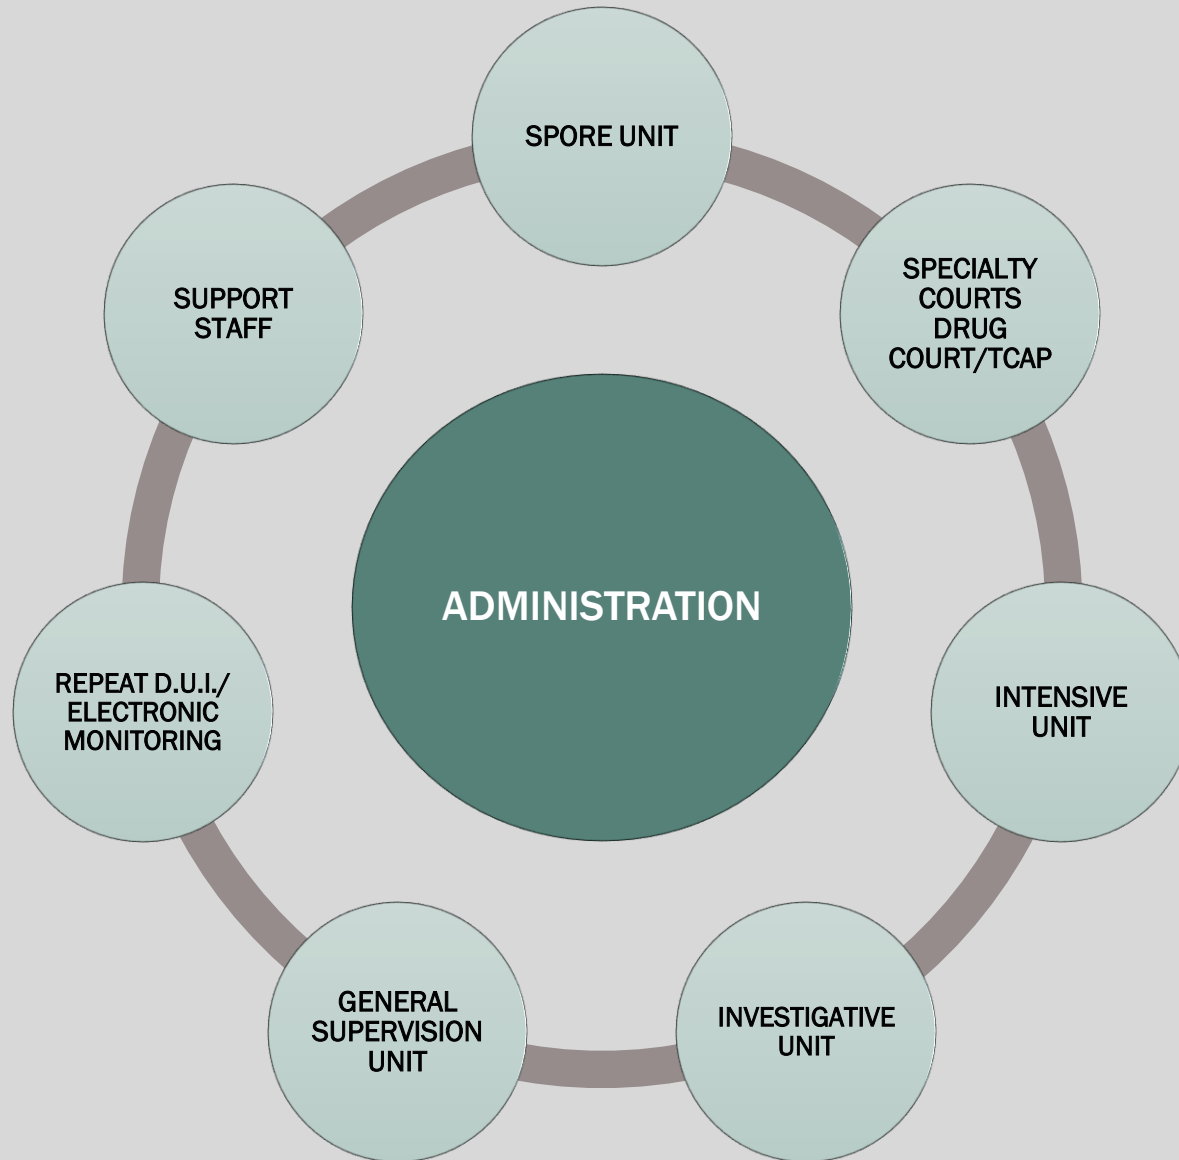 SPORE UNIT
SPECIALTY
COURTS
DRUG
COURT/TCAP
SUPPORT
STAFF
ADMINISTRATION
REPEAT D.U.I./
ELECTRONIC
MONITORING
INTENSIVE
UNIT
GENERAL
SUPERVISION
UNIT
INVESTIGATIVE
UNIT